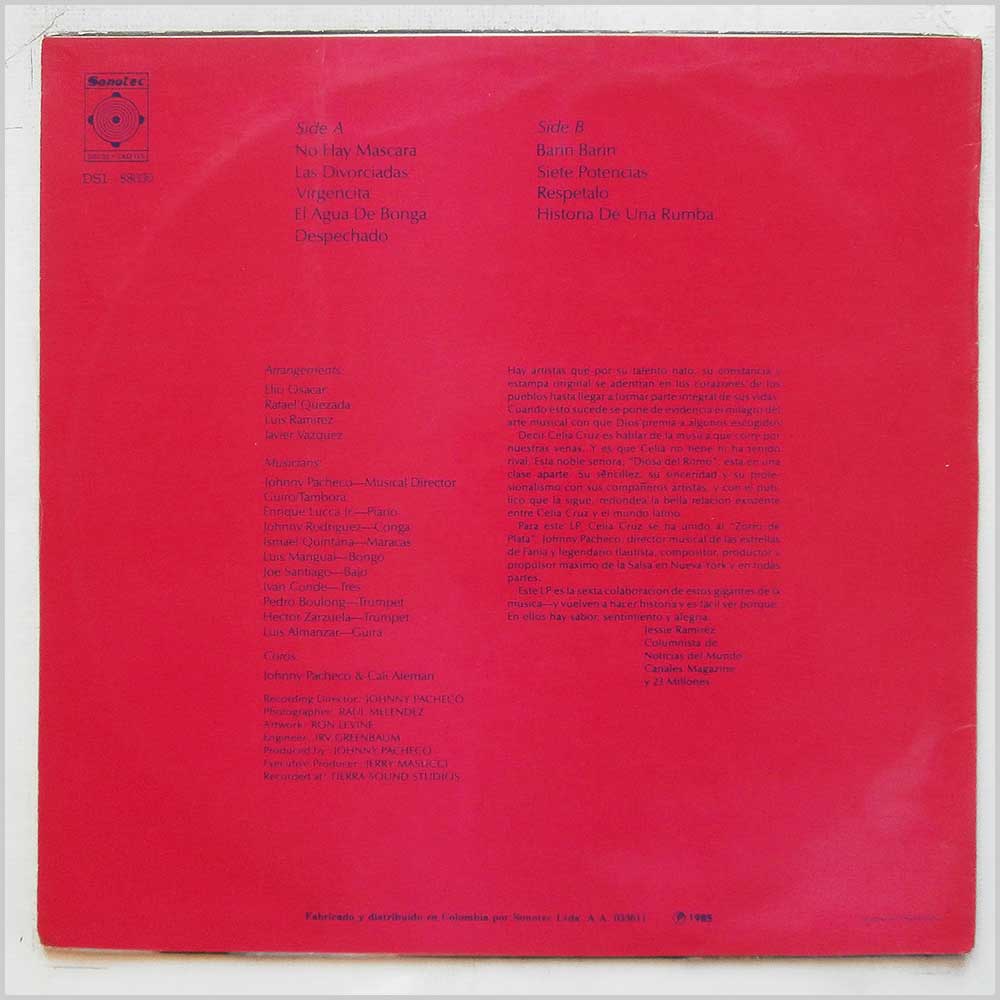 Sonotec
DSL - 88030
Side A
No Hay Mascara
Las Divorciadas
Virgencita
El Agua De Bonga
Despechado
Side B
Barin Barin
Siete Potencias
Respetalo
Historia De Una Rumba
Arrangements:
Elio Osacar
Rafael Quezada
Luis Ramirez
Javier Vazquez
Musicians:
Johnny Pacheco—Musical Director
Guiro/Tambora
Enrique Lucca Jr.—Piano
Johnny Rodriguez—Conga
Ismael Quintana—Maracas
Luis Mangual—Bongo
Joe Santiago—Bajo
Ivan Conde—Tres
Pedro Boulong—Trumpet
Hector Zarzuela—Trumpet
Luis Almanzar—Guira
Coros:
Johnny Pacheco & Cali Aleman
Recording Director: JOHNNY PACHECO
Photographer: RAUL MELENDEZ
Artwork: RON LEVINE
Engineer: IRV GREENBAUM
Produced by: JOHNNY PACHECO
Executive Producer: JERRY MASUCCI
Recorded at: TIERRA SOUND STUDIOS
Hay artistas que por su talento nato, su constancia y
estampa original se adentran en los corazones de los
pueblos hasta llegar a formar parte integral de sus vidas.
Cuando esto sucede se pone de evidencia el milagro del
arte musical con que Dios premia a algunos escogidos.
Decir Celia Cruz es hablar de la musica que corre por
nuestras venas. Y es que Celia no tiene ni ha tenido
rival. Esta noble señora, "Diosa del Ritmo", esta en una
clase aparte. Su sencillez, su sinceridad y su profe-
sionalismo con sus compañeros artistas, y con el pub-
lico que la sigue, redondea la bella relacion existente
entre Celia Cruz y el mundo latino.
Para este LP, Celia Cruz se ha unido al "Zorro de
Plata", Johnny Pacheco, director musical de las estrellas
de Fania y legendario flautista, compositor, productor y
propulsor maximo de la Salsa en Nueva York y en todas
partes.
Este LP es la sexta colaboracion de estos gigantes de la
musica—y vuelven a hacer historia y es facil ver porque.
En ellos hay sabor, sentimiento y alegria.
Jessie Ramirez
Columnista de
Noticias del Mundo
Canales Magazine
y 23 Millones
Fabricado y distribuido en Colombia por Sonotec Ltda. A.A. 033611 ℗ 1985